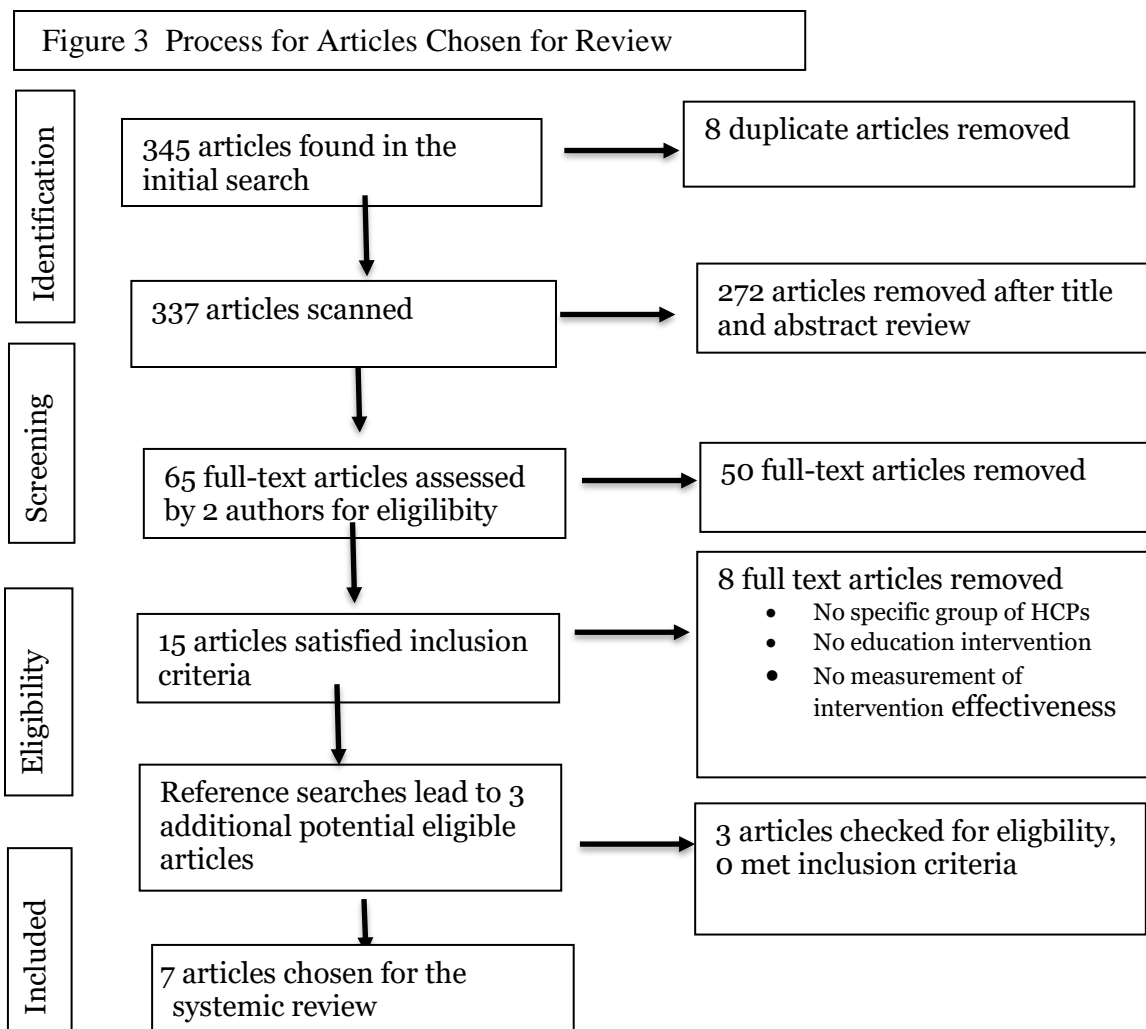 Figure 3 Process for Articles Chosen for Review
Identification
345 articles found in the
initial search
8 duplicate articles removed
337 articles scanned
272 articles removed after title
and abstract review
Screening
65 full-text articles assessed
by 2 authors for eligilibity
50 full-text articles removed
Eligibility
15 articles satisfied inclusion
criteria
8 full text articles removed
• No specific group of HCPs
• No education intervention
• No measurement of
intervention effectiveness
Reference searches lead to 3
additional potential eligible
articles
3 articles checked for eligbility,
0 met inclusion criteria
Included
7 articles chosen for the
systemic review